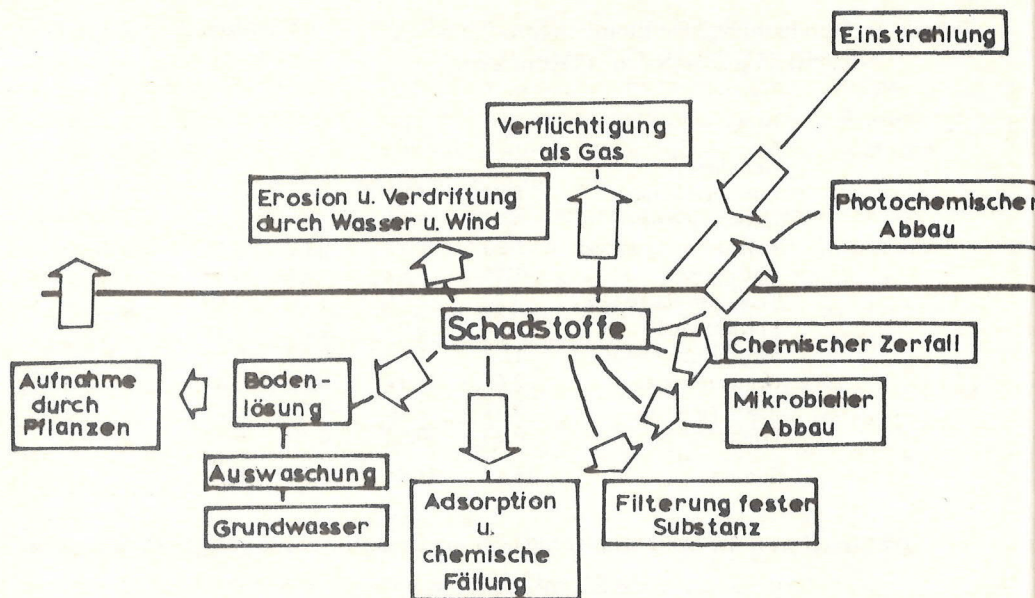 Einstrahlung
Verflüchtigung
als Gas
Erosion u. Verdriftung
durch Wasser u. Wind
Photochemischer
Abbau
Schadstoffe
Chemischer Zerfall
Aufnahme
durch
Pflanzen
Boden-
lösung
Mikrobieller
Abbau
Auswaschung
Grundwasser
Adsorption
u.
chemische
Fällung
Filterung fester
Substanz